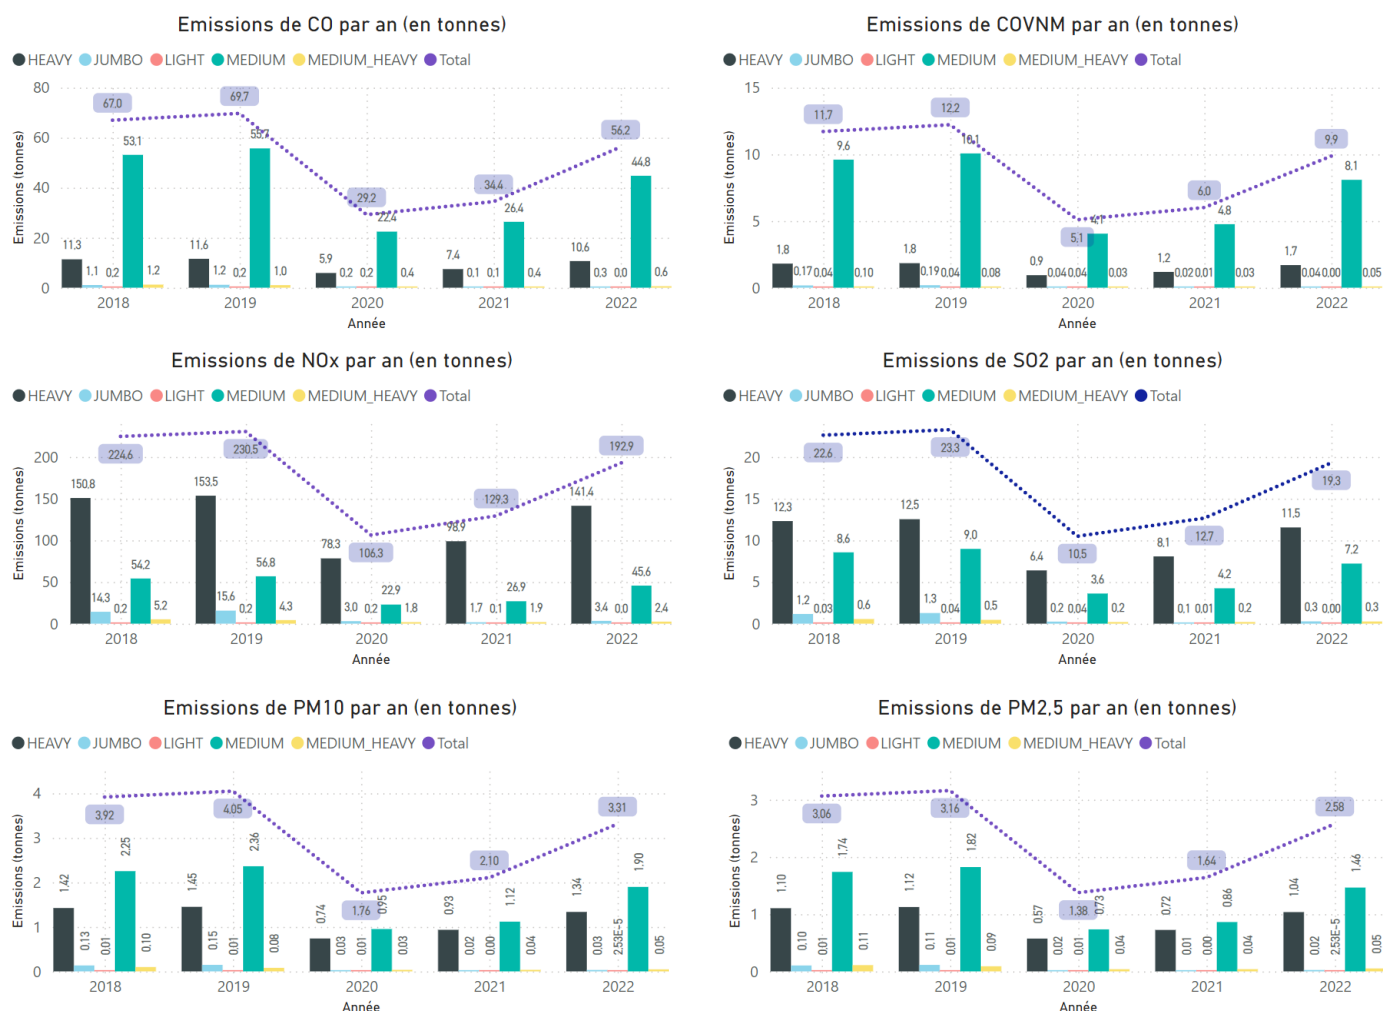 Emissions de CO par an (en tonnes)
HEAVY JUMBO LIGHT MEDIUM MEDIUM_HEAVY Total
Emissions (tonnes)
80
60
40
20
0
67,0 69,7 29,2 34,4 56,2
11,3 1,1 0,2 53,1 1,2
11,6 1,2 0,2 55,7 1,0
5,9 0,2 0,2 22,4 0,4
7,4 0,1 0,1 26,4 0,4
10,6 0,3 0,0 44,8 0,6
2018 2019 2020 2021 2022
Année
Emissions de COVNM par an (en tonnes)
HEAVY JUMBO LIGHT MEDIUM MEDIUM_HEAVY Total
Emissions (tonnes)
15
10
5
0
11,7 12,2 5,1 6,0 9,9
1,8 0,17 0,04 9,6 0,10
1,8 0,19 0,04 10,1 0,08
0,9 0,04 0,04 4,1 0,03
1,2 0,02 0,01 4,8 0,03
1,7 0,04 0,00 8,1 0,05
2018 2019 2020 2021 2022
Année
Emissions de NOx par an (en tonnes)
HEAVY JUMBO LIGHT MEDIUM MEDIUM_HEAVY Total
Emissions (tonnes)
200
150
100
50
0
224,6 230,5 106,3 129,3 192,9
150,8 14,3 0,2 54,2 5,2
153,5 15,6 0,2 56,8 4,3
78,3 3,0 0,2 22,9 1,8
98,9 1,7 0,1 26,9 1,9
141,4 3,4 0,0 45,6 2,4
2018 2019 2020 2021 2022
Année
Emissions de SO2 par an (en tonnes)
HEAVY JUMBO LIGHT MEDIUM MEDIUM_HEAVY Total
Emissions (tonnes)
20
15
10
5
0
22,6 23,3 10,5 12,7 19,3
12,3 1,2 0,03 8,6 0,6
12,5 1,3 0,04 9,0 0,5
6,4 0,2 0,04 3,6 0,2
8,1 0,1 0,01 4,2 0,2
11,5 0,3 0,00 7,2 0,3
2018 2019 2020 2021 2022
Année
Emissions de PM10 par an (en tonnes)
HEAVY JUMBO LIGHT MEDIUM MEDIUM_HEAVY Total
Emissions (tonnes)
4
3
2
1
0
3,92 4,05 1,76 2,10 3,31
1,42 0,13 0,01 2,25 0,10
1,45 0,15 0,01 2,36 0,08
0,74 0,03 0,01 0,95 0,03
0,93 0,02 0,00 1,12 0,04
1,34 0,03 2,53E-5 1,90 0,05
2018 2019 2020 2021 2022
Année
Emissions de PM2,5 par an (en tonnes)
HEAVY JUMBO LIGHT MEDIUM MEDIUM_HEAVY Total
Emissions (tonnes)
3
2
1
0
3,06 3,16 1,38 1,64 2,58
1,10 0,10 0,01 1,74 0,11
1,12 0,11 0,01 1,82 0,09
0,57 0,02 0,01 0,73 0,04
0,72 0,01 0,00 0,86 0,04
1,04 0,02 2,53E-5 1,46 0,05
2018 2019 2020 2021 2022
Année